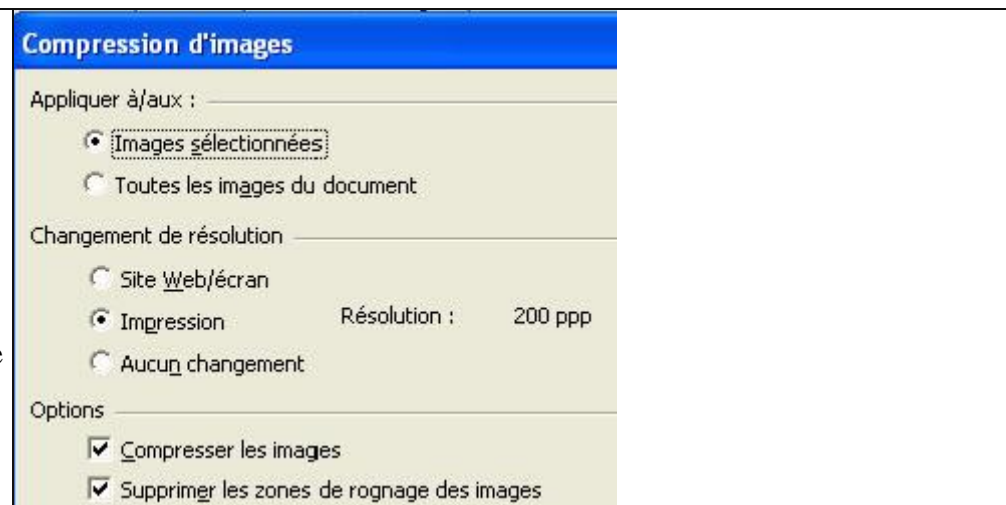 Compression d'images
Appliquer à/aux :
Images sélectionnées
Toutes les images du document
Changement de résolution
Site Web/écran
Impression Résolution : 200 ppp
Aucun changement
Options
Compresser les images
Supprimer les zones de rognage des images